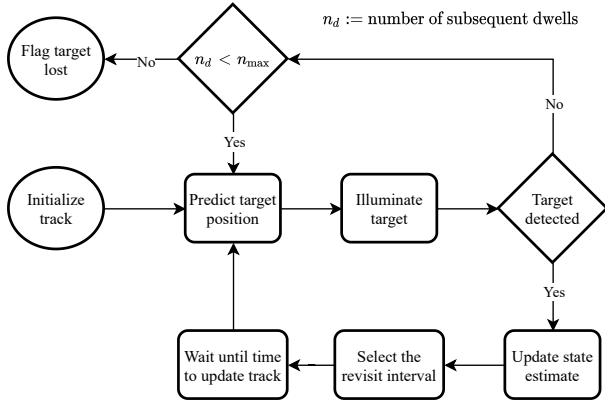 n_d := number of subsequent dwells
Flag target
lost
No
n_d < n_max
No
Yes
Initialize
track
Predict target
position
Illuminate
target
Target
detected
Yes
Wait until time
to update track
Select the
revisit interval
Update state
estimate